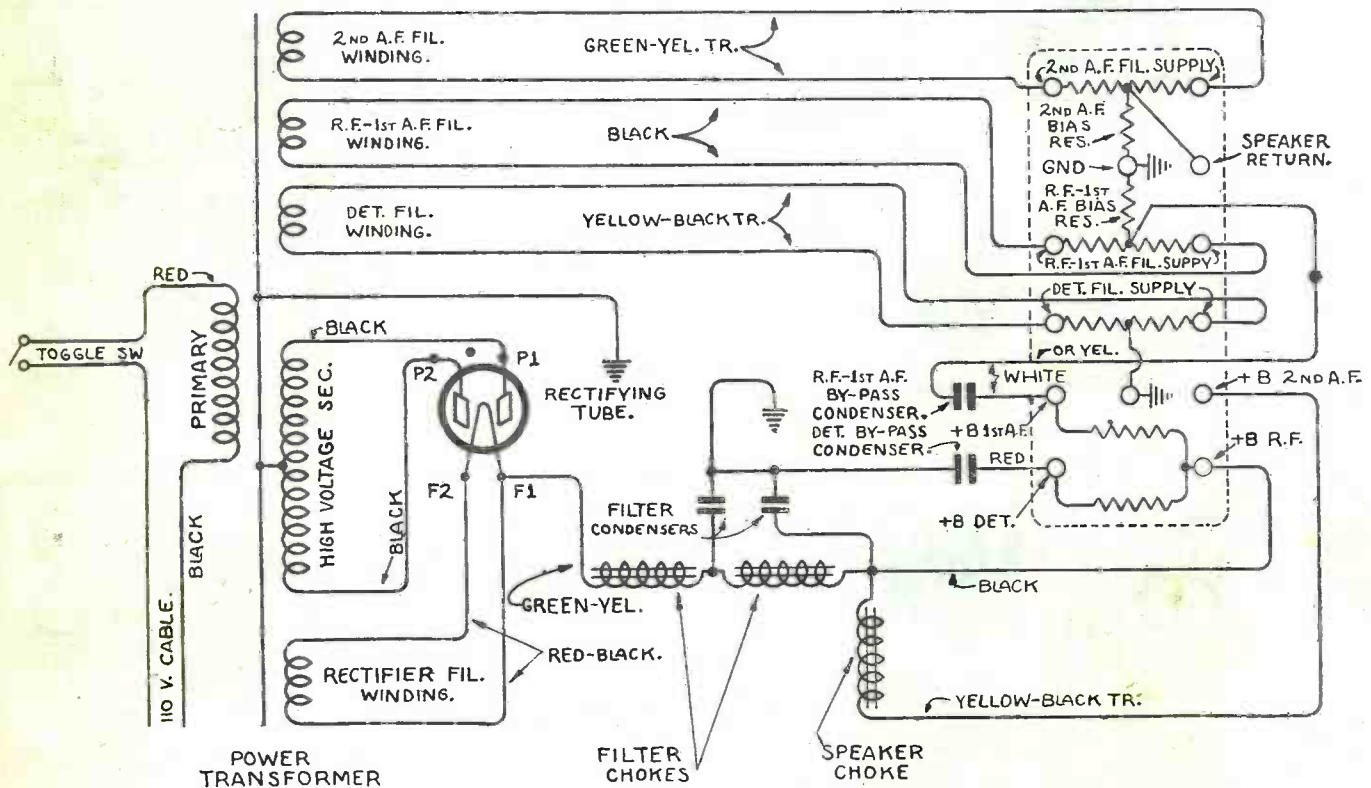 2ND A.F. FIL.
WINDING.
GREEN-YEL. TR.
2ND A.F. FIL. SUPPLY
2ND A.F.
BIAS
RES.
SPEAKER
RETURN.
R.F.-1ST A.F. FIL.
WINDING.
BLACK
GND
R.F.-1ST
A.F. BIAS
RES.
DET. FIL.
WINDING.
YELLOW-BLACK TR.
R.F.-1ST A.F. FIL. SUPPY
DET. FIL. SUPPLY
RED
TOGGLE SW
PRIMARY
BLACK
110 V. CABLE.
BLACK
HIGH VOLTAGE SEC.
BLACK
P2
P1
RECTIFYING
TUBE.
F2
F1
OR YEL.
WHITE
R.F.-1ST A.F.
BY-PASS
CONDENSER.
DET. BY-PASS
CONDENSER.
+B 1ST A.F.
+B 2ND A.F.
+B R.F.
RED
+B DET.
FILTER
CONDENSERS
BLACK
GREEN-YEL.
RED-BLACK.
RECTIFIER FIL.
WINDING.
YELLOW-BLACK TR.
POWER
TRANSFORMER
FILTER
CHOKES
SPEAKER
CHOKE